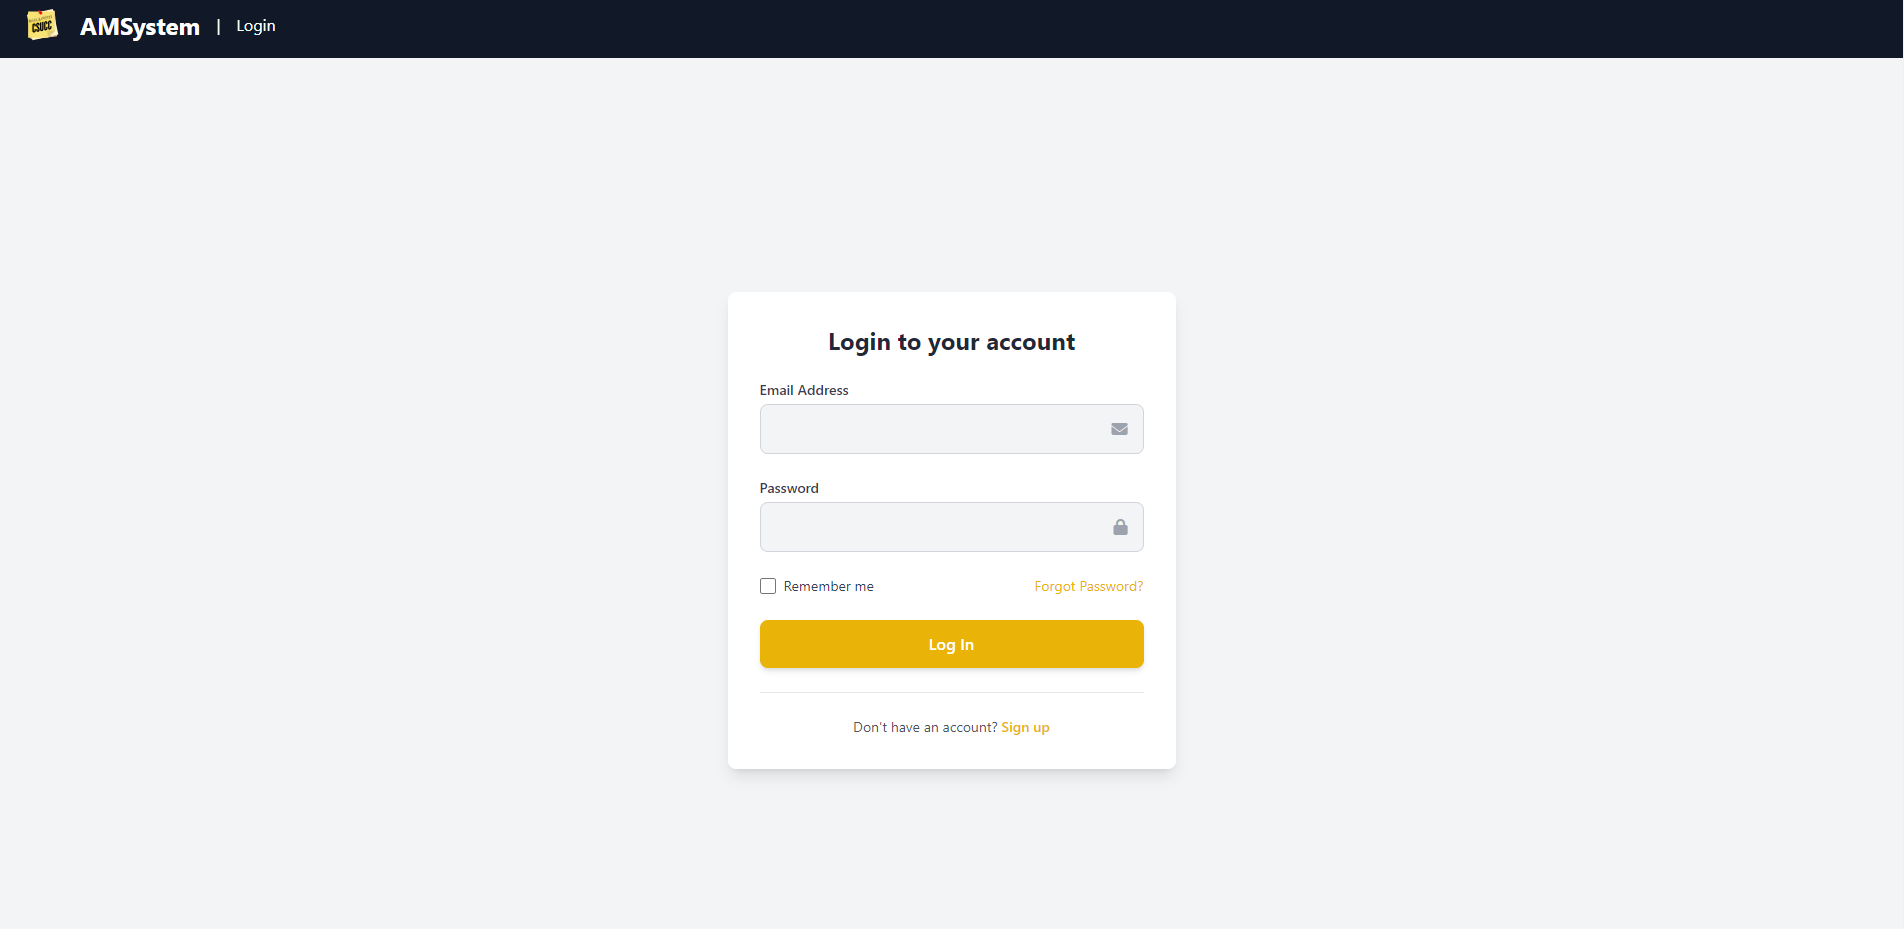 CSUCC
AMSystem | Login
Login to your account
Email Address
Password
Remember me Forgot Password?
Log In
Don't have an account? Sign up